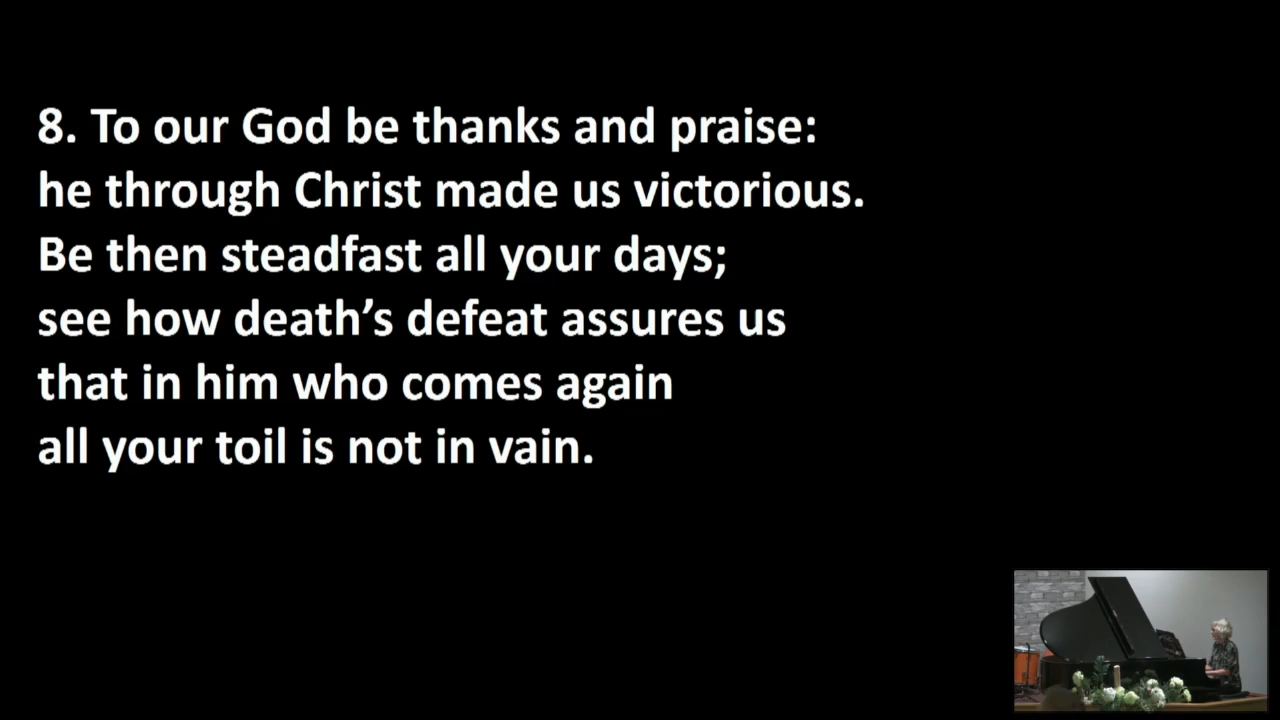 8. To our God be thanks and praise:
he through Christ made us victorious.
Be then steadfast all your days;
see how death’s defeat assures us
that in him who comes again
all your toil is not in vain.